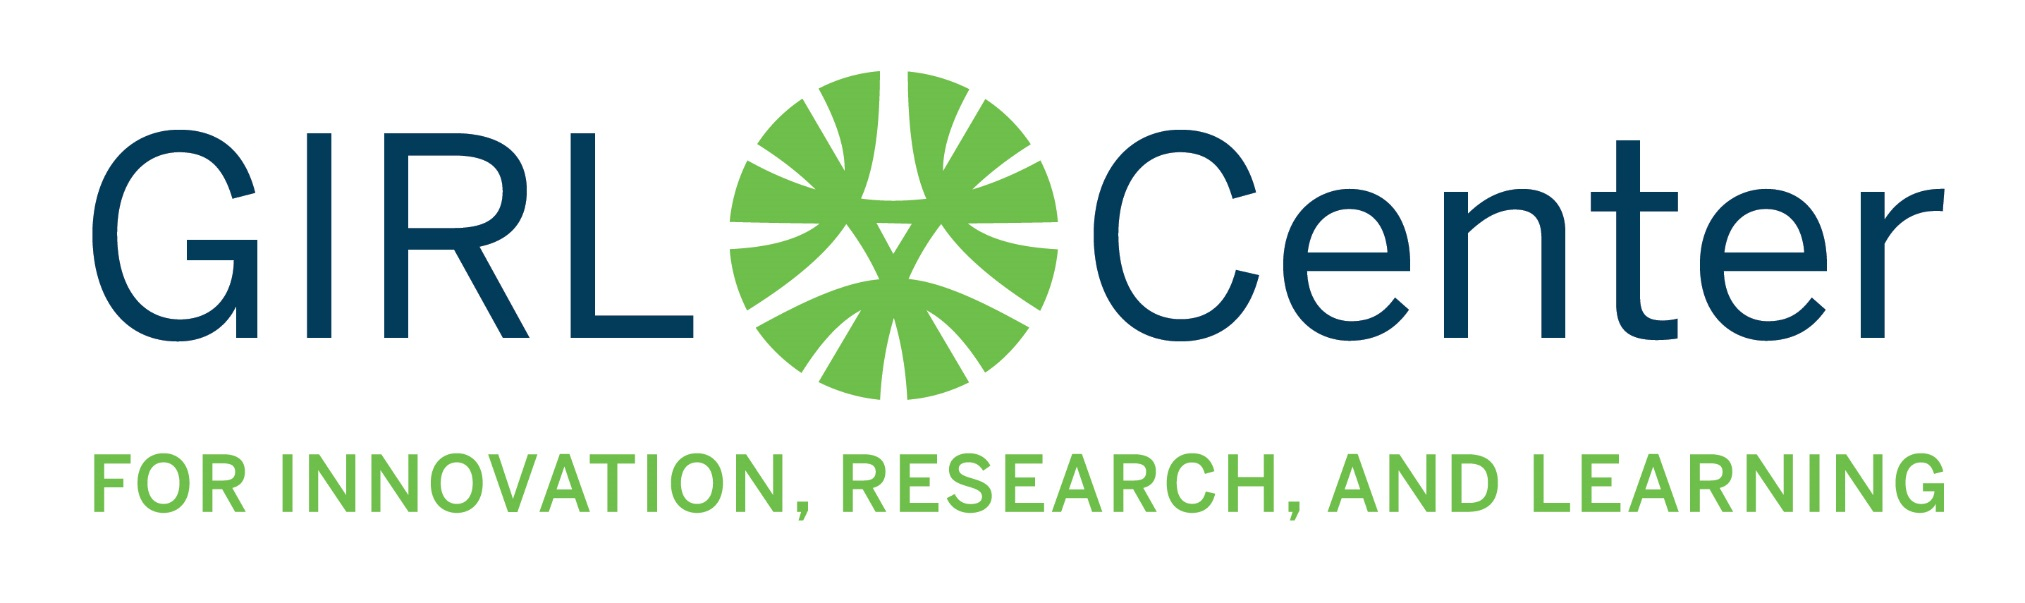 GIRL Center
FOR INNOVATION, RESEARCH, AND LEARNING